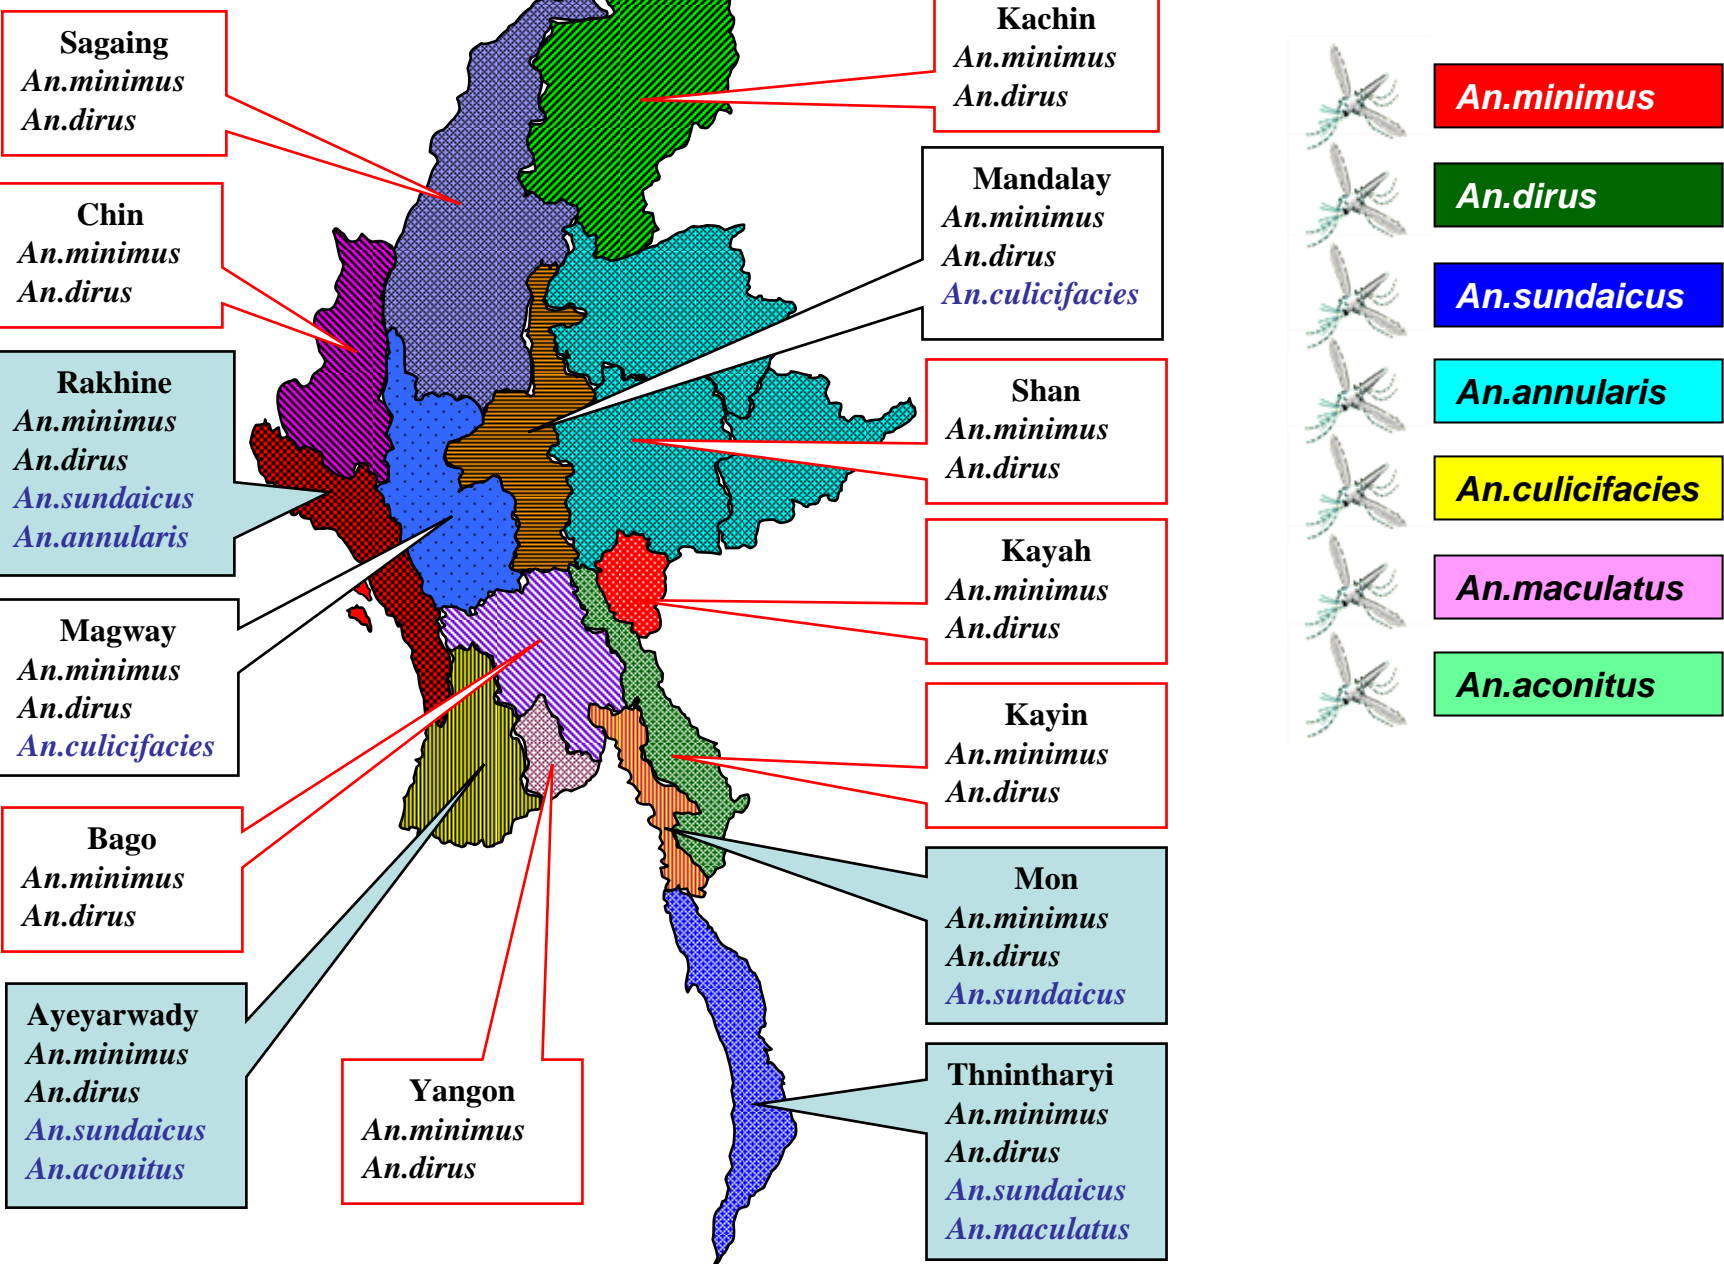 Sagaing
An.minimus
An.dirus
Chin
An.minimus
An.dirus
Rakhine
An.minimus
An.dirus
An.sundaicus
An.annularis
Magway
An.minimus
An.dirus
An.culicifacies
Bago
An.minimus
An.dirus
Ayeyarwady
An.minimus
An.dirus
An.sundaicus
An.aconitus
Yangon
An.minimus
An.dirus
Kachin
An.minimus
An.dirus
Mandalay
An.minimus
An.dirus
An.culicifacies
Shan
An.minimus
An.dirus
Kayah
An.minimus
An.dirus
Kayin
An.minimus
An.dirus
Mon
An.minimus
An.dirus
An.sundaicus
Thnintharyi
An.minimus
An.dirus
An.sundaicus
An.maculatus
An.minimus
An.dirus
An.sundaicus
An.annularis
An.culicifacies
An.maculatus
An.aconitus